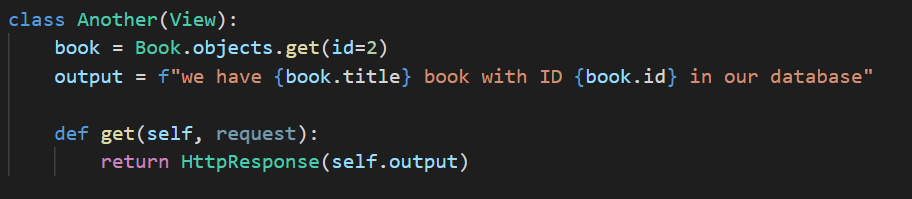 class Another(View):
    book = Book.objects.get(id=2)
    output = f"we have {book.title} book with ID {book.id} in our database"

    def get(self, request):
        return HttpResponse(self.output)